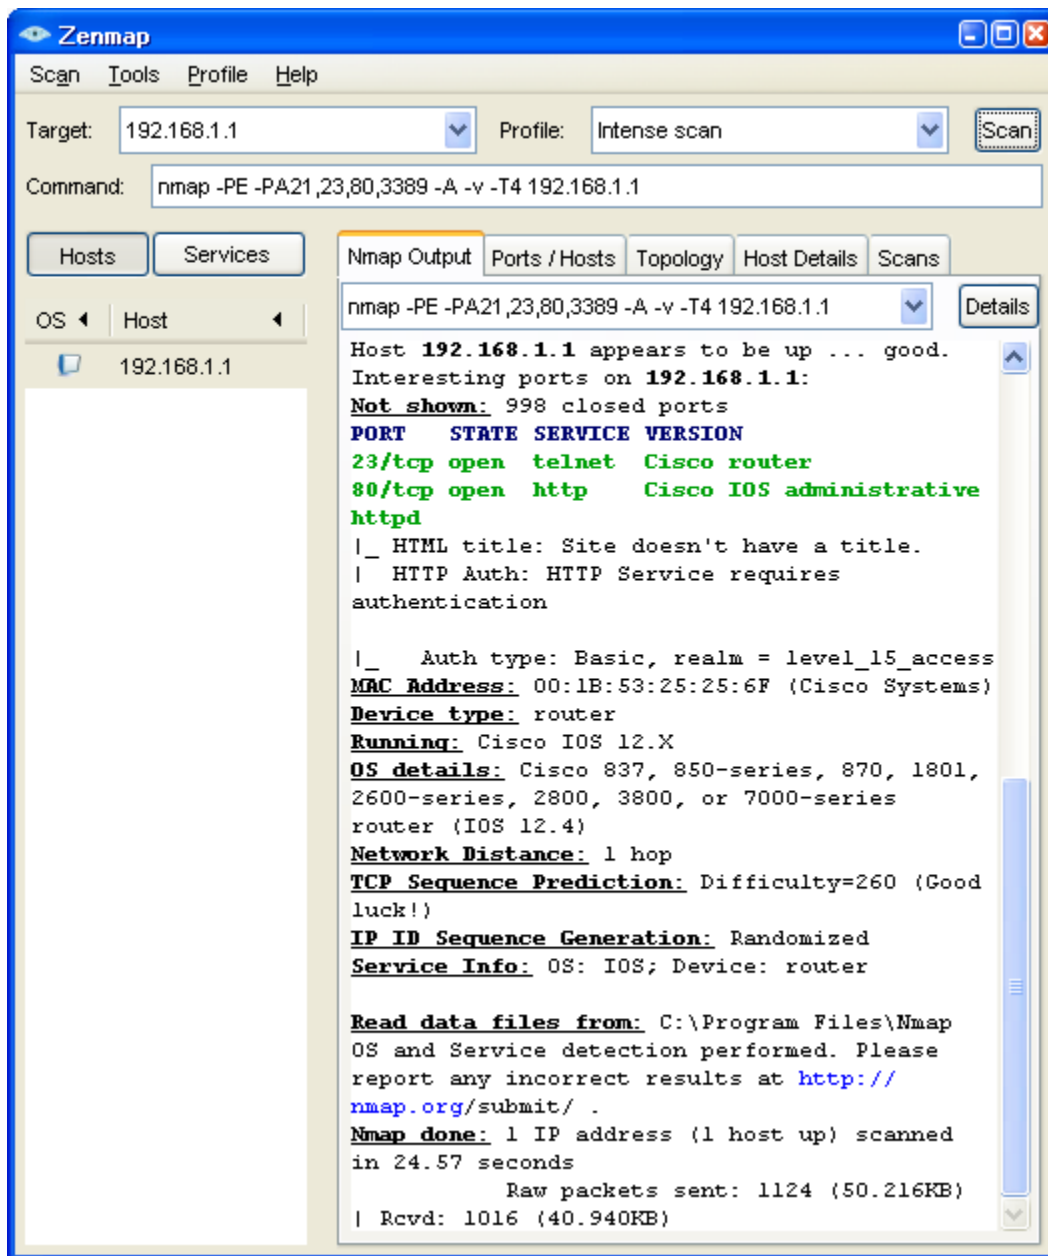 Zenmap
Scan Tools Profile Help
Target: 192.168.1.1 Profile: Intense scan Scan
Command: nmap -PE -PA21,23,80,3389 -A -v -T4 192.168.1.1
Hosts Services
OS Host
192.168.1.1
Nmap Output Ports / Hosts Topology Host Details Scans
nmap -PE -PA21,23,80,3389 -A -v -T4 192.168.1.1 Details
Host 192.168.1.1 appears to be up ... good.
Interesting ports on 192.168.1.1:
Not shown: 998 closed ports
PORT STATE SERVICE VERSION
23/tcp open telnet Cisco router
80/tcp open http Cisco IOS administrative
httpd
|_ HTML title: Site doesn't have a title.
| HTTP Auth: HTTP Service requires
authentication
|_ Auth type: Basic, realm = level_15_access
MAC Address: 00:1B:53:25:25:6F (Cisco Systems)
Device type: router
Running: Cisco IOS 12.X
OS details: Cisco 837, 850-series, 870, 1801,
2600-series, 2800, 3800, or 7000-series
router (IOS 12.4)
Network Distance: 1 hop
TCP Sequence Prediction: Difficulty=260 (Good
luck!)
IP ID Sequence Generation: Randomized
Service Info: OS: IOS; Device: router
Read data files from: C:\Program Files\Nmap
OS and Service detection performed. Please
report any incorrect results at http://
nmap.org/submit/ .
Nmap done: 1 IP address (1 host up) scanned
in 24.57 seconds
Raw packets sent: 1124 (50.216KB)
| Rcvd: 1016 (40.940KB)